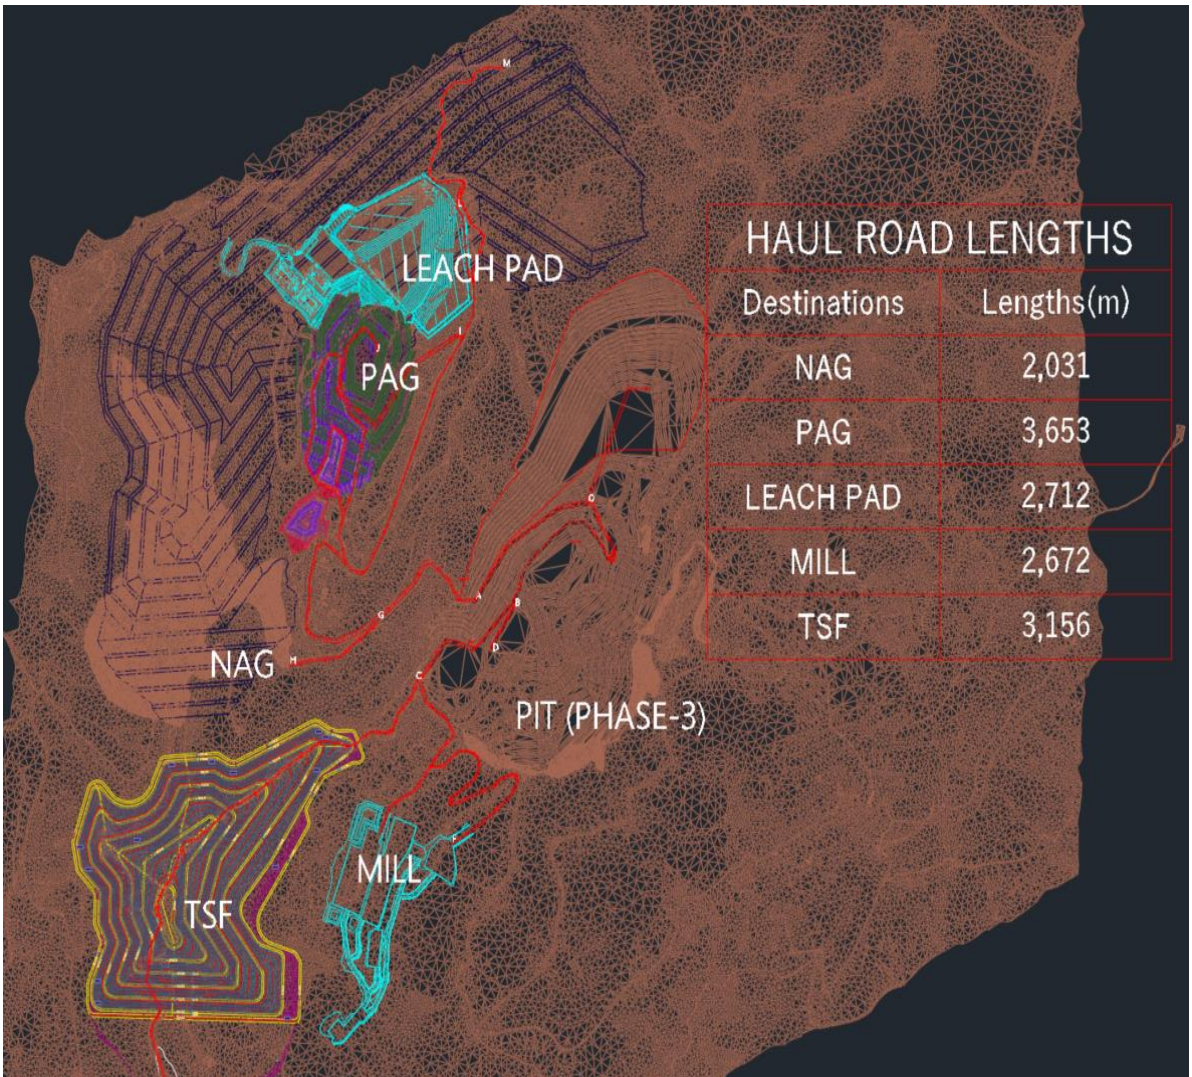 M
L
LEACH PAD
I
J
PAG
HAUL ROAD LENGTHS
Destinations Lengths(m)
NAG 2,031
PAG 3,653
LEACH PAD 2,712
MILL 2,672
TSF 3,156
A
B
G
D
H
NAG
C
PIT (PHASE-3)
F
MILL
TSF